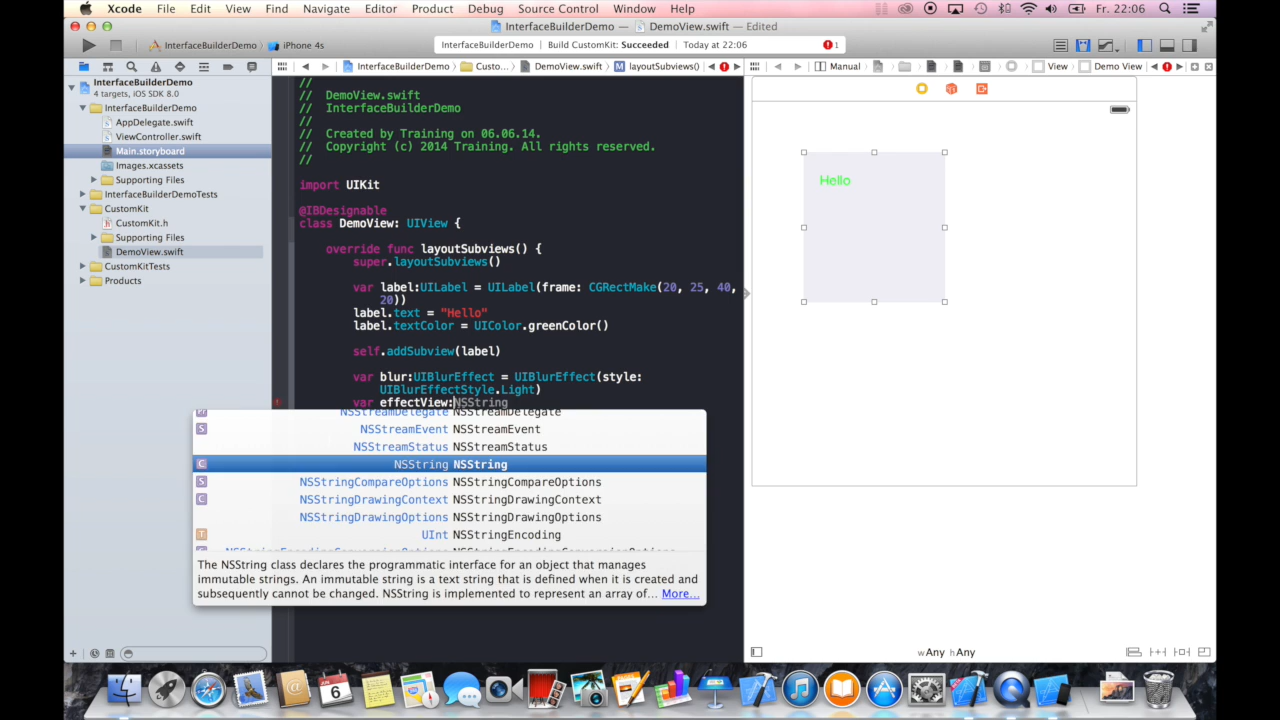 Xcode File Edit View Find Navigate Editor Product Debug Source Control Window Help Fr. 22:06
InterfaceBuilderDemo — DemoView.swift — Edited
InterfaceBuilderDemo iPhone 4s
InterfaceBuilderDemo Build CustomKit: Succeeded Today at 22:06 1
InterfaceBuilderDemo Custo... DemoView.swift M layoutSubviews()
Manual View Demo View
InterfaceBuilderDemo
4 targets, iOS SDK 8.0
InterfaceBuilderDemo
AppDelegate.swift
ViewController.swift
Main.storyboard
Images.xcassets
Supporting Files
InterfaceBuilderDemoTests
CustomKit
h CustomKit.h
Supporting Files
DemoView.swift
CustomKitTests
Products
//
// DemoView.swift
// InterfaceBuilderDemo
//
// Created by Training on 06.06.14.
// Copyright (c) 2014 Training. All rights reserved.
//
import UIKit
@IBDesignable
class DemoView: UIView {
override func layoutSubviews() {
super.layoutSubviews()
var label:UILabel = UILabel(frame: CGRectMake(20, 25, 40,
20))
label.text = "Hello"
label.textColor = UIColor.greenColor()
self.addSubview(label)
var blur:UIBlurEffect = UIBlurEffect(style:
UIBlurEffectStyle.Light)
var effectView:NSString
NSStreamDelegate NSStreamDelegate
S NSStreamEvent NSStreamEvent
NSStreamStatus NSStreamStatus
C NSString NSString
S NSStringCompareOptions NSStringCompareOptions
C NSStringDrawingContext NSStringDrawingContext
NSStringDrawingOptions NSStringDrawingOptions
T UInt NSStringEncoding
NSStringEncodingConversionOptions NSStringEncodingConversionOptions
The NSString class declares the programmatic interface for an object that manages
immutable strings. An immutable string is a text string that is defined when it is created and
subsequently cannot be changed. NSString is implemented to represent an array of... More...
Hello
wAny hAny